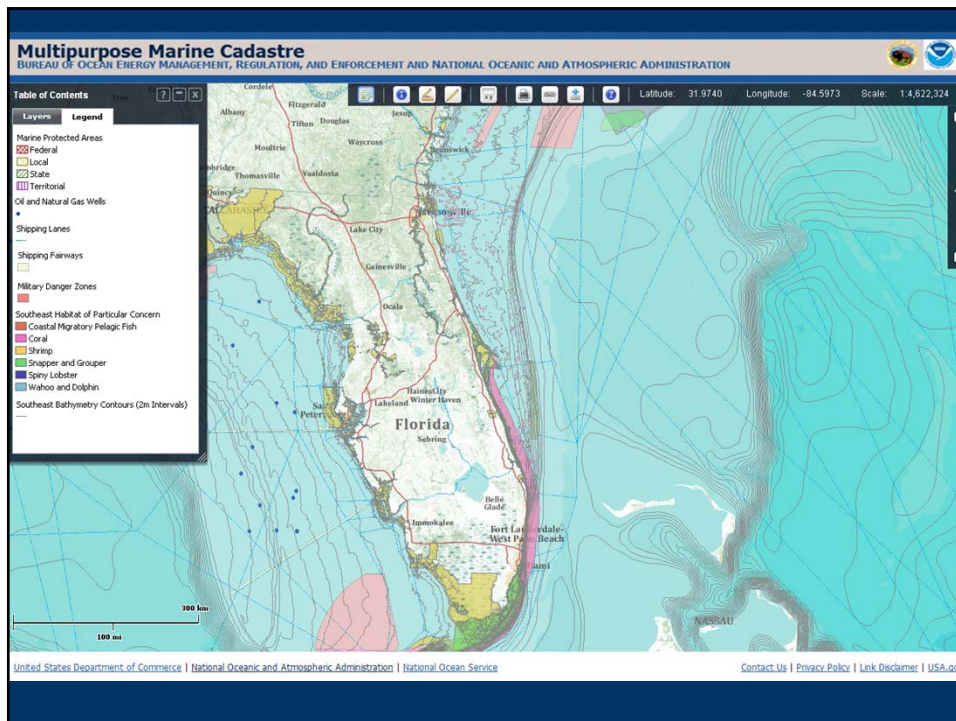 Multipurpose Marine Cadastre
BUREAU OF OCEAN ENERGY MANAGEMENT, REGULATION, AND ENFORCEMENT AND NATIONAL OCEANIC AND ATMOSPHERIC ADMINISTRATION
Table of Contents
Layers Legend
Marine Protected Areas
Federal
Local
State
Territorial
Oil and Natural Gas Wells
Shipping Lanes
Shipping Fairways
Military Danger Zones
Southeast Habitat of Particular Concern
Coastal Migratory Pelagic Fish
Coral
Shrimp
Snapper and Grouper
Spiny Lobster
Wahoo and Dolphin
Southeast Bathymetry Contours (2m Intervals)
Latitude: 31.9740 Longitude: -84.5973 Scale: 1:4,622,324
Cordele
Albany
Fitzgerald
Tifton Douglas
Jesup
Waycross
Moultrie
Brunswick
Thomasville
Valdosta
Quincy
Jacksonville
Lake City
Gainesville
Ocala
Haines City
Lakeland Winter Haven
Florida
Sebring
Belle
Glade
Immokalee
Fort Lauderdale-
West Palm Beach
NASSAU
300 km
100 mi
United States Department of Commerce | National Oceanic and Atmospheric Administration | National Ocean Service
Contact Us | Privacy Policy | Link Disclaimer | USA.go